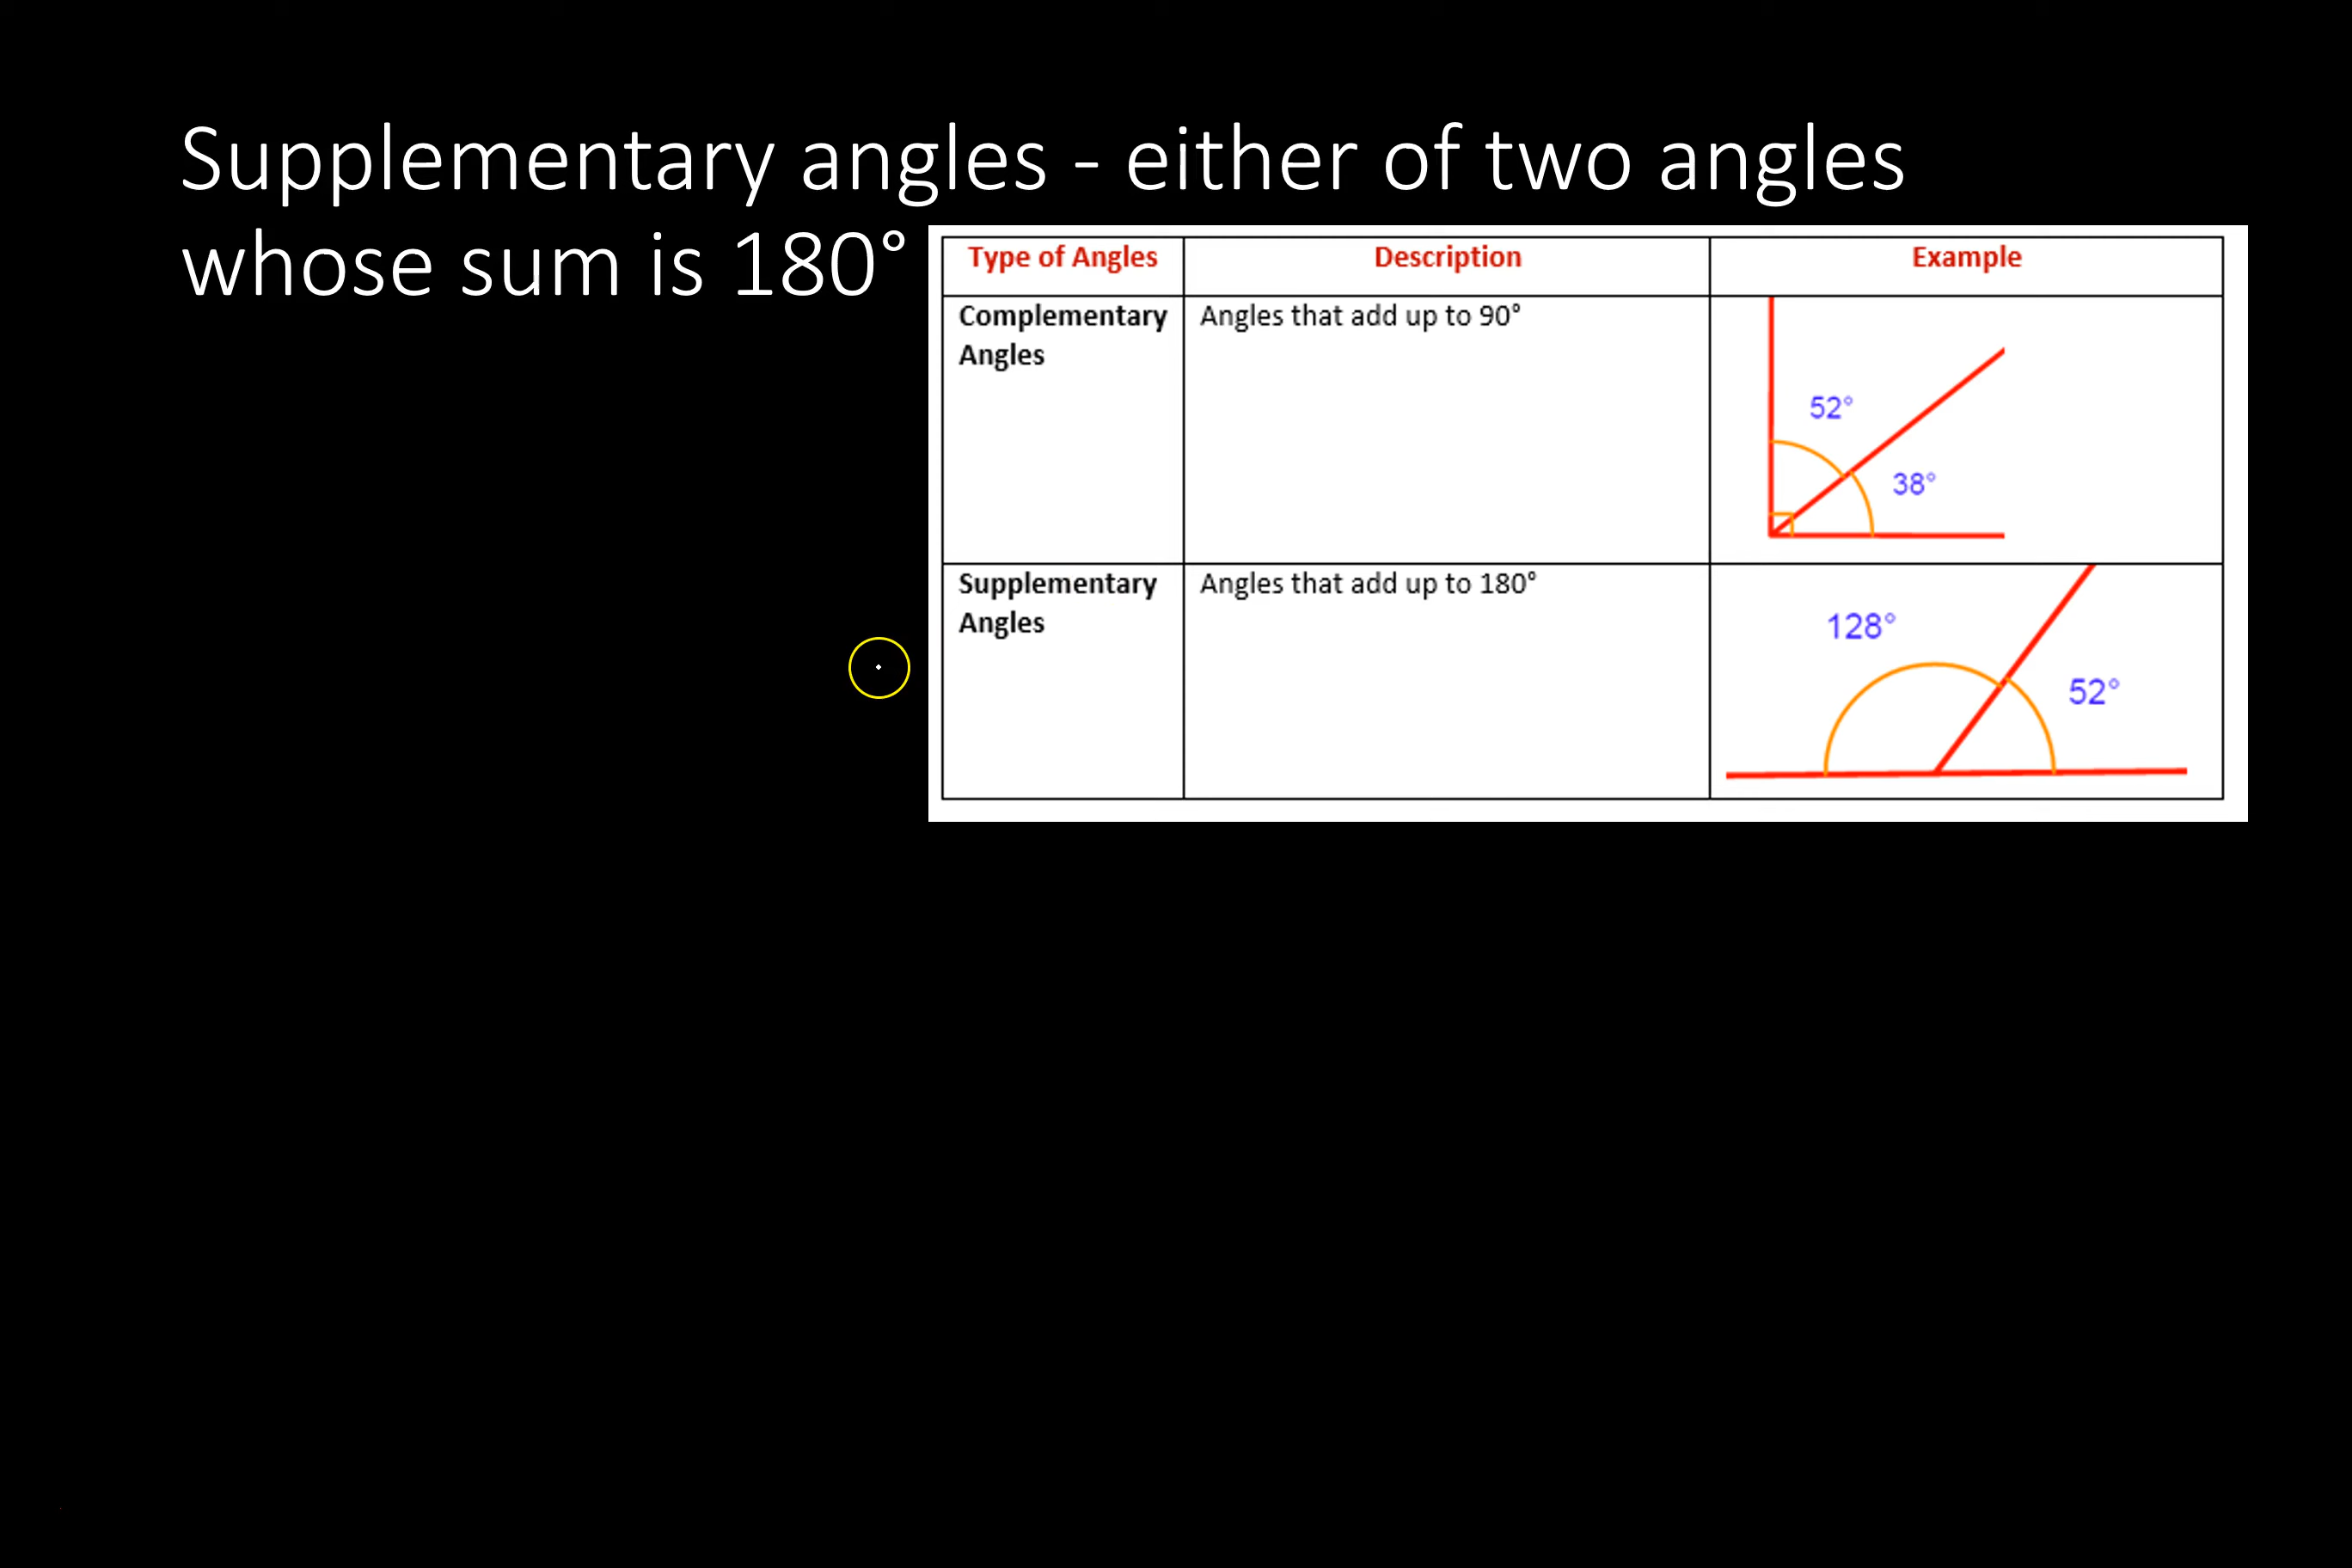 Supplementary angles - either of two angles
whose sum is 180°
Type of Angles Description Example
Complementary Angles that add up to 90°
Angles
52°
38°
Supplementary Angles that add up to 180°
Angles
128°
52°